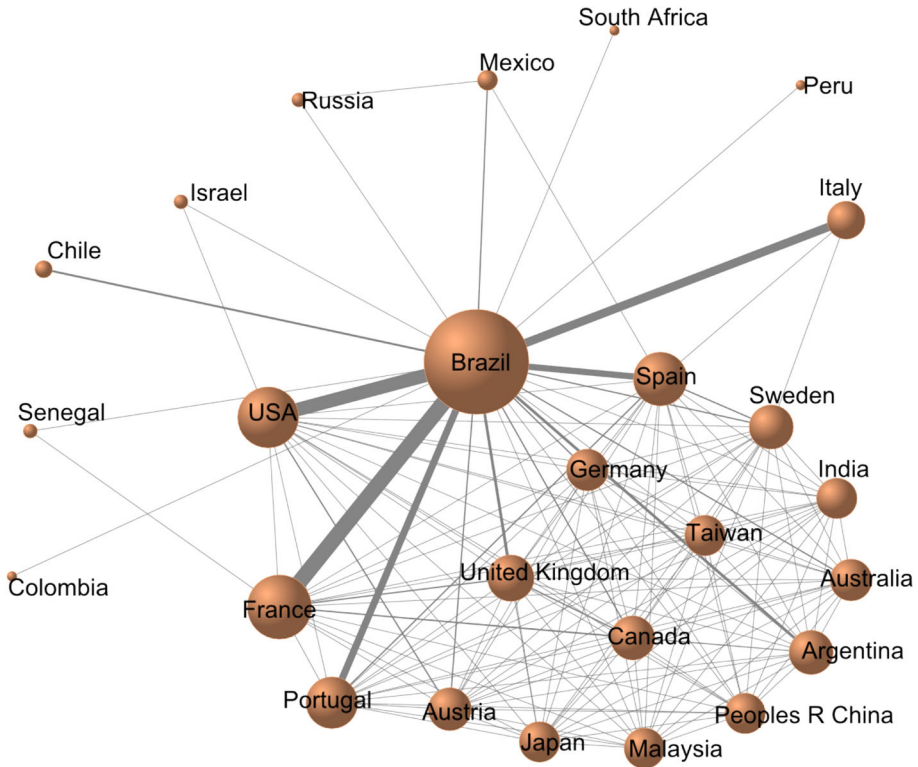 South Africa
Mexico
Peru
Russia
Italy
Israel
Chile
Brazil
Spain
Sweden
USA
Senegal
Germany
India
Taiwan
United Kingdom
Australia
Colombia
France
Canada
Argentina
Portugal
Austria
Peoples R China
Japan
Malaysia